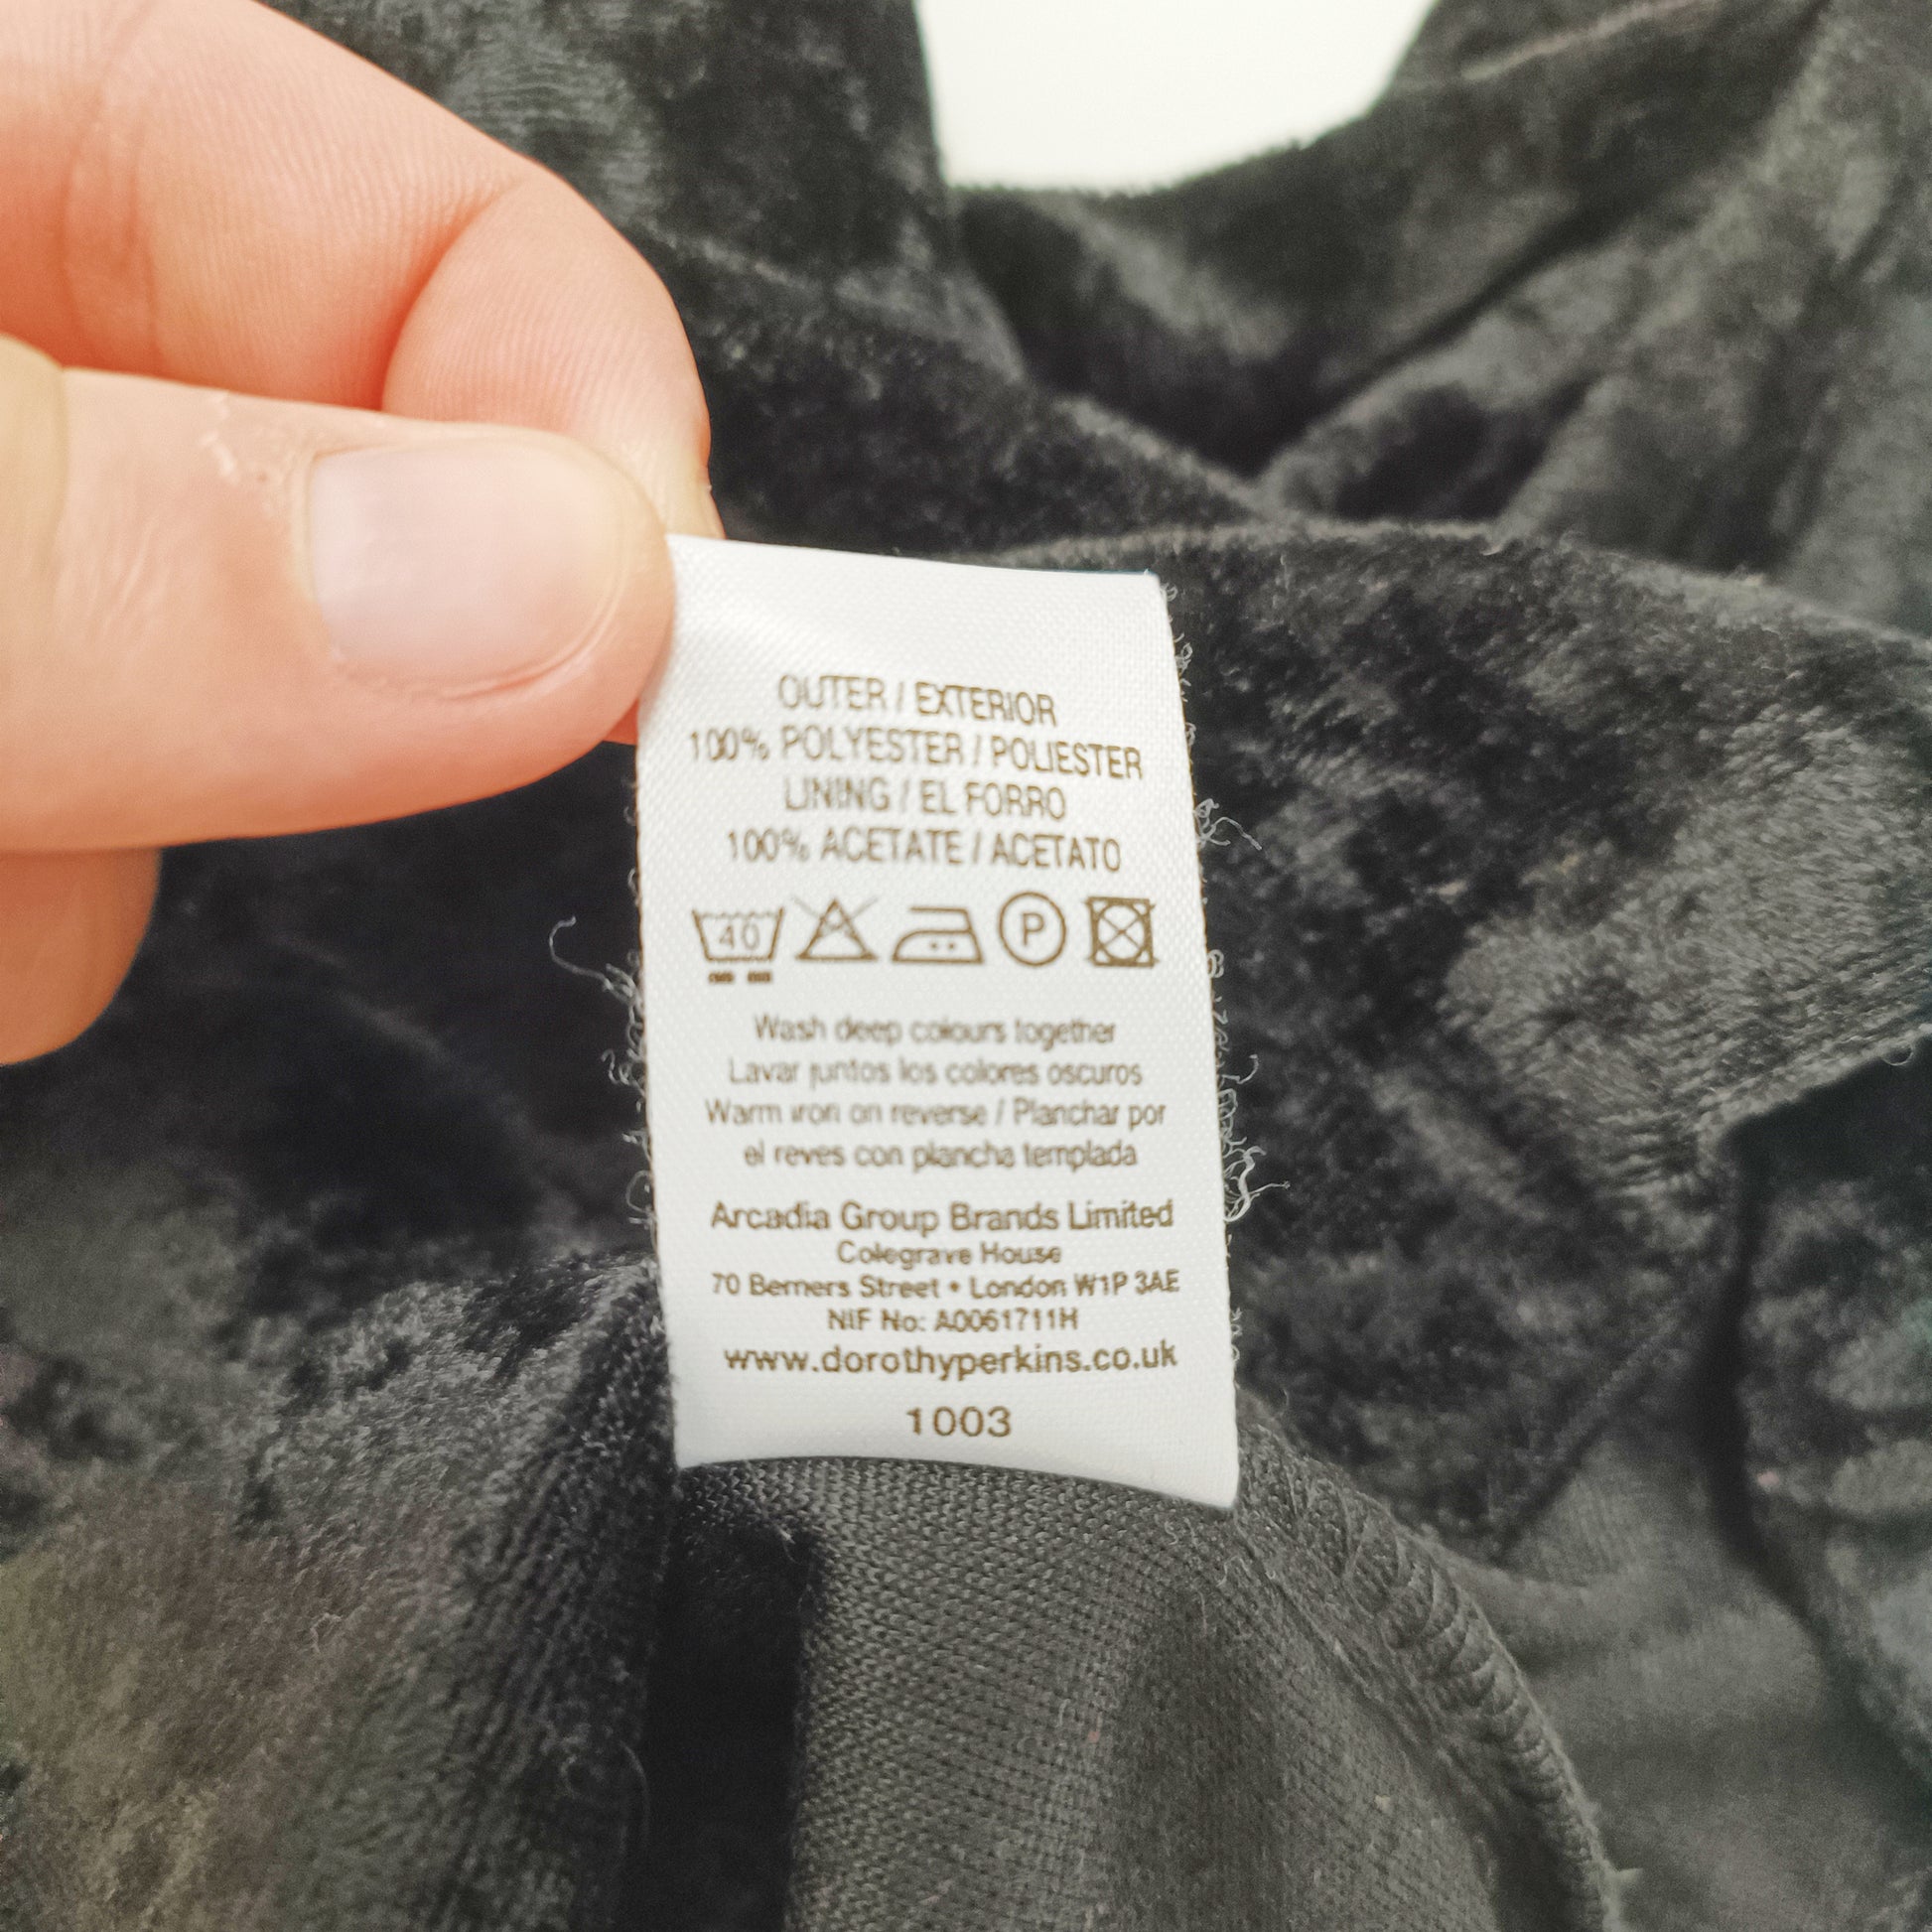 OUTER / EXTERIOR
100% POLYESTER / POLIESTER
LINING / EL FORRO
100% ACETATE / ACETATO
40 P
Wash deep colours together
Lavar juntos los colores oscuros
Warm iron on reverse / Planchar por
el reves con plancha templada
Arcadia Group Brands Limited
Colegrave House
70 Berners Street • London W1P 3AE
NIF No: A0061711H
www.dorothyperkins.co.uk
1003